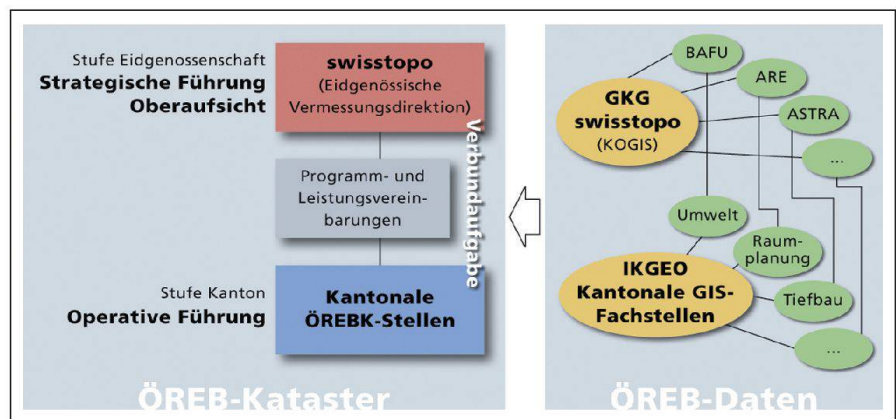 Stufe Eidgenossenschaft
Strategische Führung
Oberaufsicht
swisstopo
(Eidgenössische
Vermessungsdirektion)
Verbundaufgabe
Programm- und
Leistungsverein-
barungen
Stufe Kanton
Operative Führung
Kantonale
ÖREBK-Stellen
ÖREB-Kataster
BAFU
ARE
GKG
swisstopo
(KOGIS)
ASTRA
...
Umwelt
Raum-
planung
IKGEO
Kantonale GIS-
Fachstellen
Tiefbau
...
ÖREB-Daten